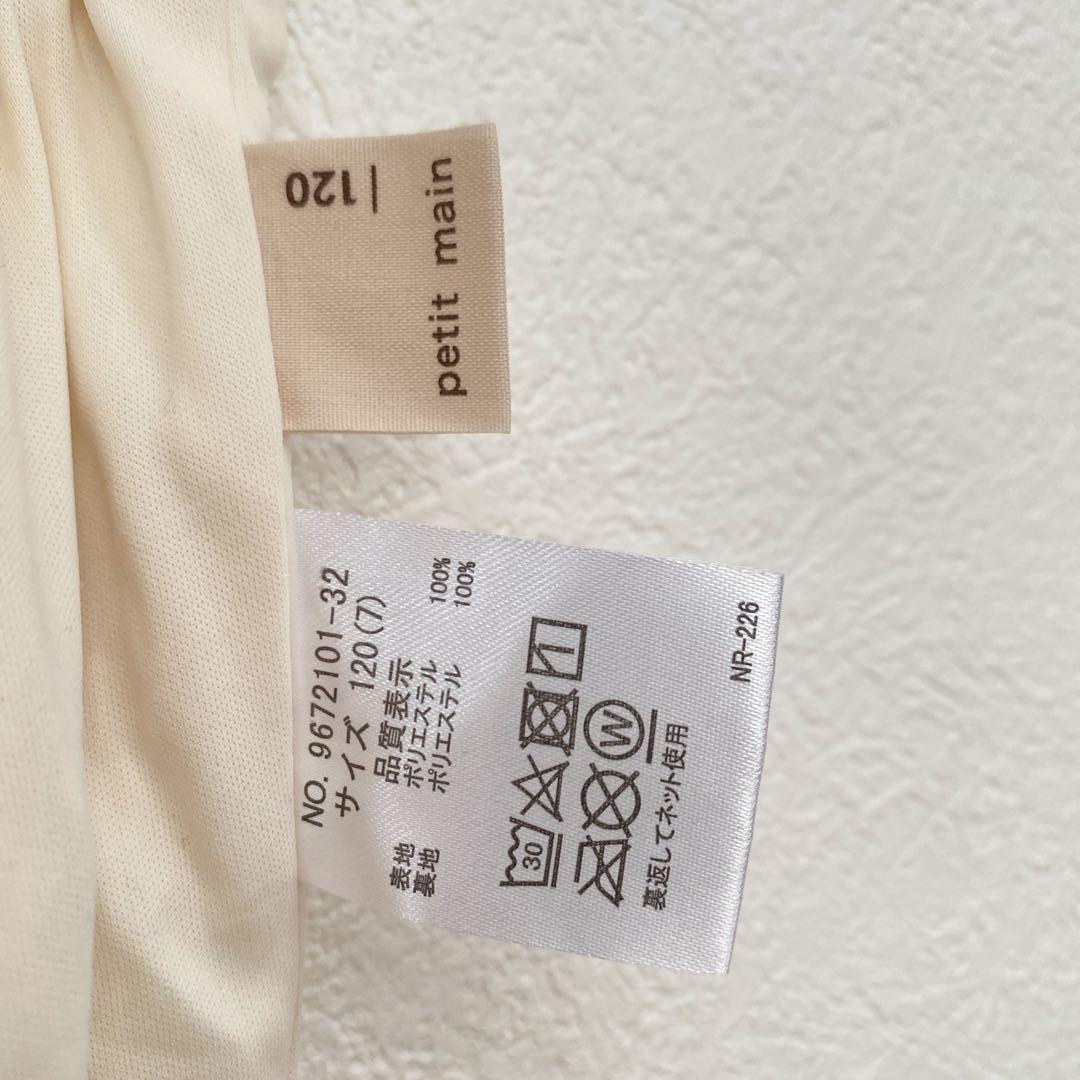 120
petit main
NO. 9672101-32
サイズ 120(7)
品質表示
表地 ポリエステル 100%
裏地 ポリエステル 100%
30
W
裏返してネット使用
NR-226